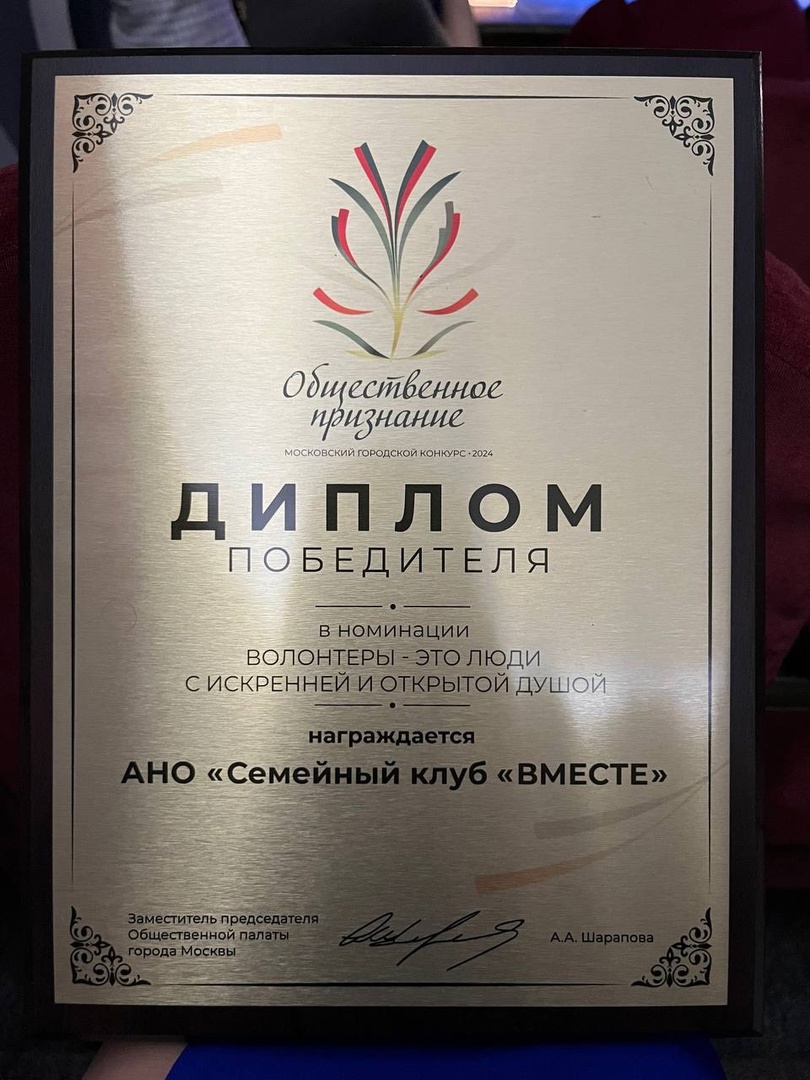 Общественное
признание
МОСКОВСКИЙ ГОРОДСКОЙ КОНКУРС • 2024
ДИПЛОМ
ПОБЕДИТЕЛЯ
в номинации
ВОЛОНТЕРЫ - ЭТО ЛЮДИ
С ИСКРЕННЕЙ И ОТКРЫТОЙ ДУШОЙ
награждается
АНО «Семейный клуб «ВМЕСТЕ»
Заместитель председателя
Общественной палаты
города Москвы
А.А. Шарапова